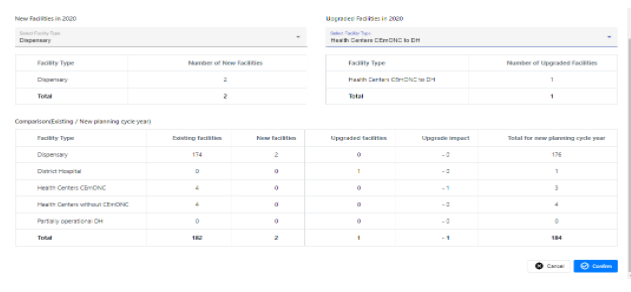 New Facilities in 2020
Upgraded Facilities in 2020
Select Facility Type
Dispensary
Select Facility Type
Health Centers CEmONC to DH
Facility Type Number of New Facilities
Dispensary 2
Total 2
Facility Type Number of Upgraded Facilities
Health Centers CEmONC to DH 1
Total 1
Comparison(Existing / New planning cycle year)
Facility Type Existing facilities New facilities Upgraded facilities Upgrade impact Total for new planning cycle year
Dispensary 174 2 0 - 0 176
District Hospital 0 0 1 - 0 1
Health Centers CEmONC 4 0 0 - 1 3
Health Centers without CEmONC 4 0 0 - 0 4
Partially operational DH 0 0 0 - 0 0
Total 182 2 1 - 1 184
Cancel Confirm